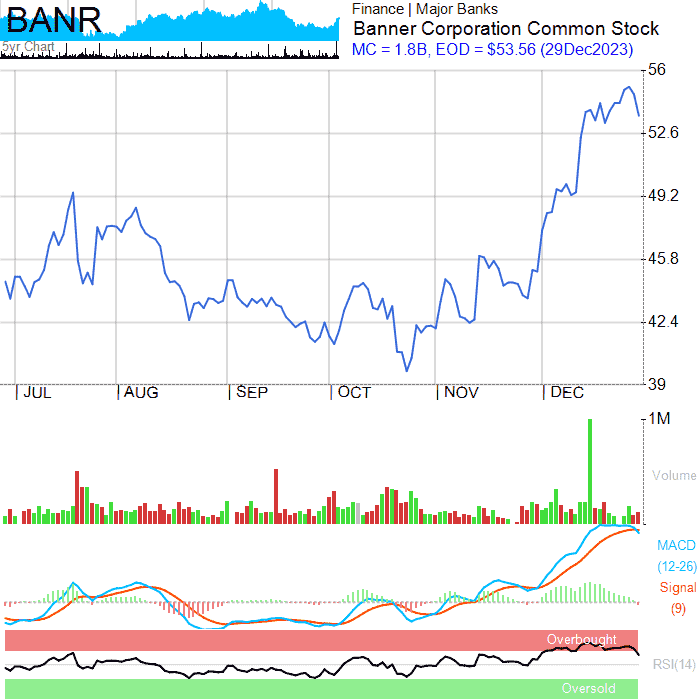 BANR
5yr Chart
Finance | Major Banks
Banner Corporation Common Stock
MC = 1.8B, EOD = $53.56 (29Dec2023)
56
52.6
49.2
45.8
42.4
39
JUL
AUG
SEP
OCT
NOV
DEC
1M
Volume
MACD
(12-26)
Signal
(9)
Overbought
RSI(14)
Oversold